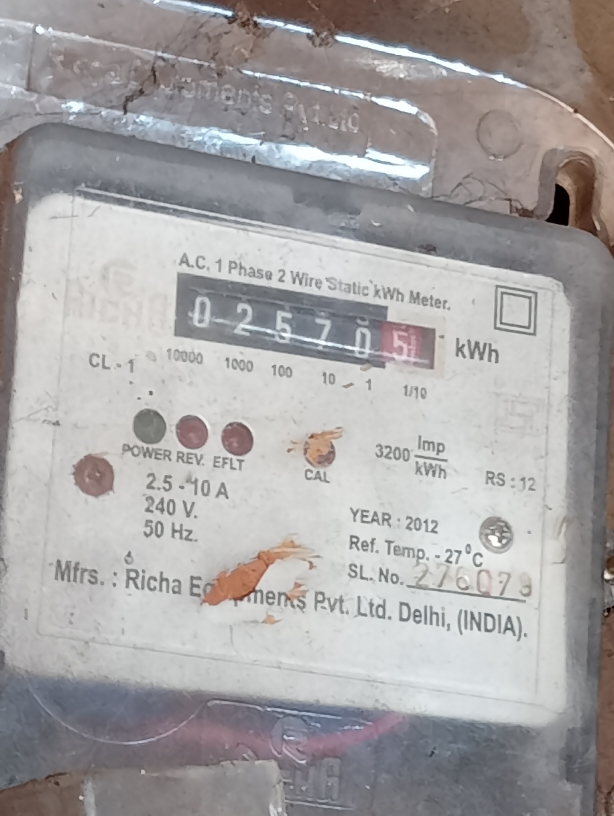 A.C. 1 Phase 2 Wire Static kWh Meter.
0 2 5 7 0 5 kWh
CL - 1 10000 1000 100 10 1 1/10
POWER REV. EFLT
CAL
3200 Imp/kWh
RS : 12
2.5 - 10 A
240 V.
50 Hz.
YEAR : 2012
Ref. Temp. - 27°C
SL. No. 276079
Mfrs. : Richa Pvt. Ltd. Delhi, (INDIA).